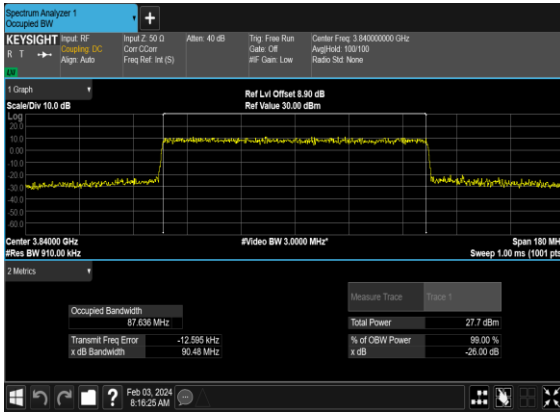 Spectrum Analyzer 1
Occupied BW
KEYSIGHT
R T
LW
Input: RF
Coupling: DC
Align: Auto
Input Z: 50 Ω
Corr CCorr
Freq Ref: Int (S)
Atten: 40 dB
Trig: Free Run
Gate: Off
#IF Gain: Low
Center Freq: 3.840000000 GHz
Avg|Hold: 100/100
Radio Std: None
1 Graph
Scale/Div 10.0 dB
Ref Lvl Offset 8.90 dB
Ref Value 30.00 dBm
Log
20.0
10.0
0.00
-10.0
-20.0
-30.0
-40.0
-50.0
-60.0
Center 3.84000 GHz
#Res BW 910.00 kHz
#Video BW 3.0000 MHz*
Span 180 MH
Sweep 1.00 ms (1001 pts
2 Metrics
Measure Trace Trace 1
Occupied Bandwidth
87.636 MHz
Total Power 27.7 dBm
Transmit Freq Error -12.595 kHz
x dB Bandwidth 90.48 MHz
% of OBW Power 99.00 %
x dB -26.00 dB
Feb 03, 2024
8:16:25 AM